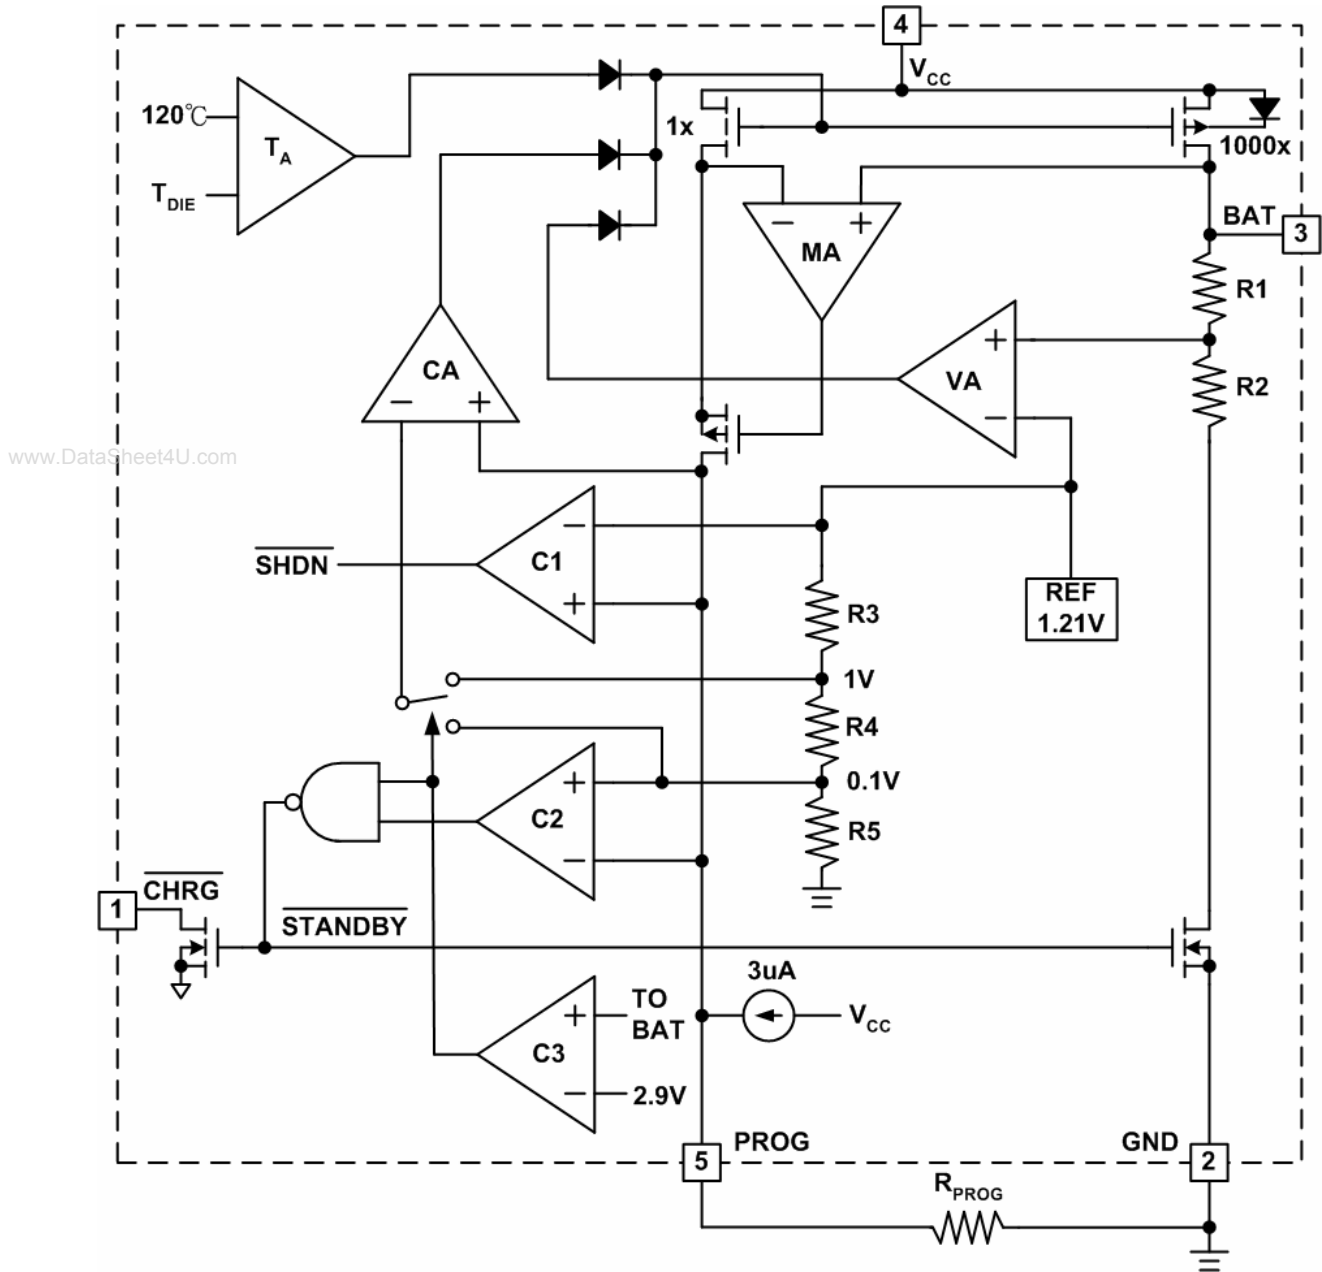 4
VCC
120℃
TA
TDIE
1x
1000x
BAT
3
− +
MA
R1
+
VA
−
R2
CA
− +
www.DataSheet4U.com
−
C1
+
SHDN
REF
1.21V
R3
1V
R4
0.1V
+
C2
−
R5
CHRG
1
STANDBY
3uA
VCC
+
TO
BAT
C3
−
2.9V
PROG
5
GND
2
RPROG